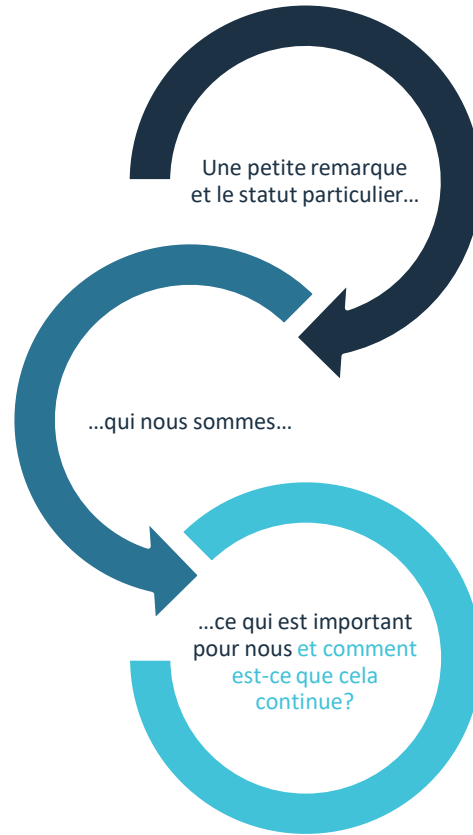 Une petite remarque
et le statut particulier…
…qui nous sommes…
…ce qui est important
pour nous et comment
est-ce que cela
continue?